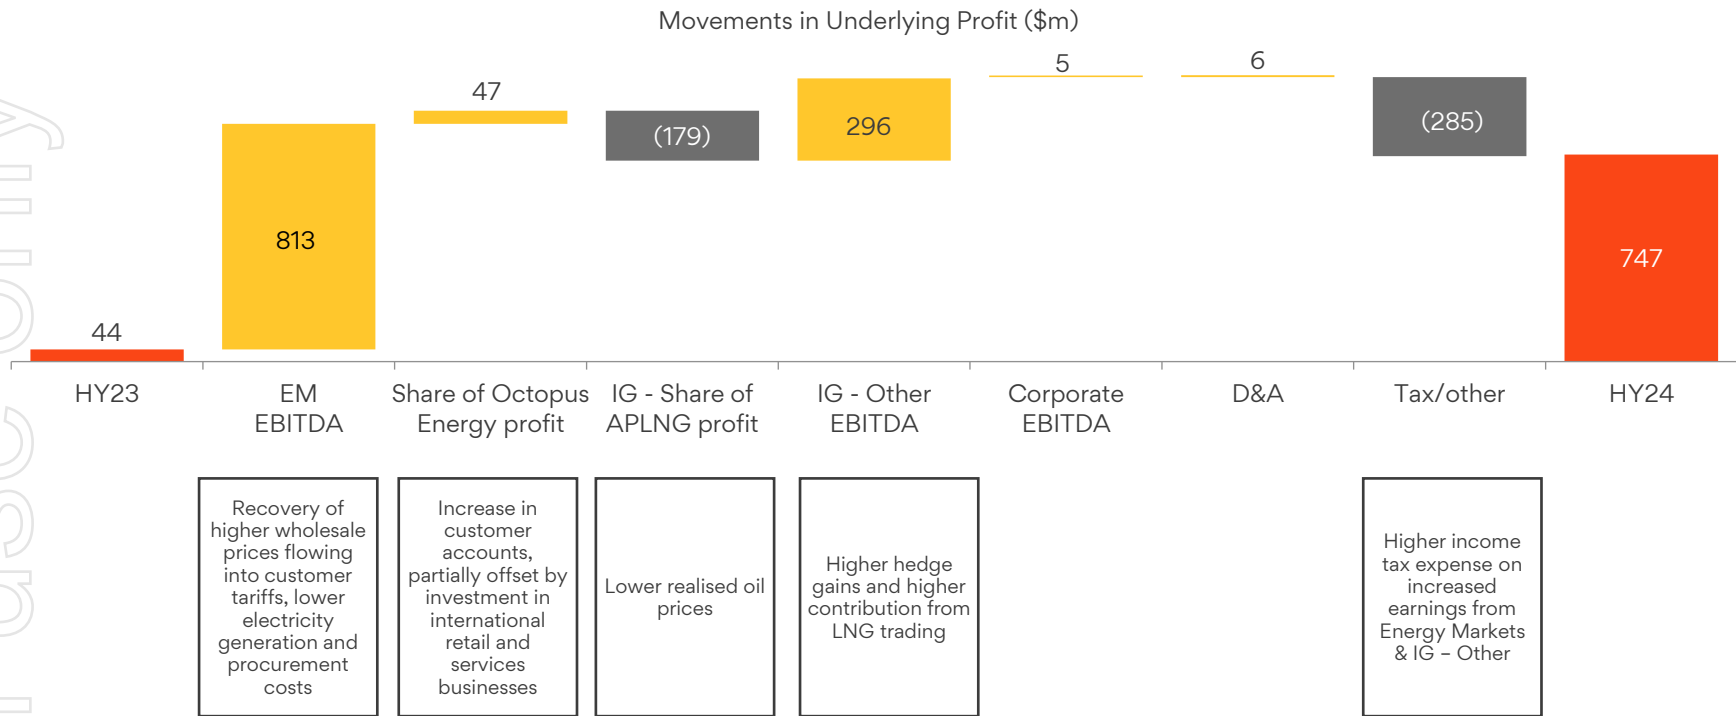 Movements in Underlying Profit ($m)
44
813
47
(179)
296
5
6
(285)
747
HY23
EM
EBITDA
Share of Octopus
Energy profit
IG - Share of
APLNG profit
IG - Other
EBITDA
Corporate
EBITDA
D&A
Tax/other
HY24
Recovery of
higher wholesale
prices flowing
into customer
tariffs, lower
electricity
generation and
procurement
costs
Increase in
customer
accounts,
partially offset by
investment in
international
retail and
services
businesses
Lower realised oil
prices
Higher hedge
gains and higher
contribution from
LNG trading
Higher income
tax expense on
increased
earnings from
Energy Markets
& IG – Other